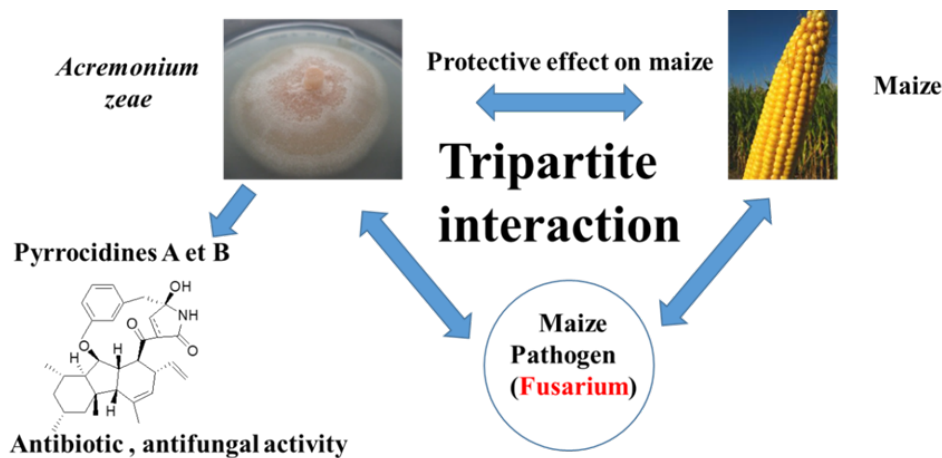 Acremonium
zeae
Protective effect on maize
Maize
Tripartite
interaction
Pyrrocidines A et B
OH
NH
O
O
O
H
H
H
H
Maize
Pathogen
(Fusarium)
Antibiotic , antifungal activity